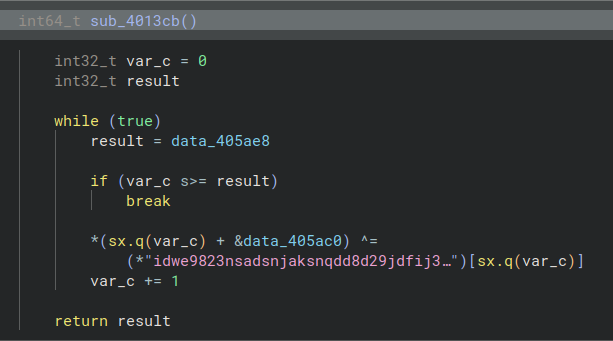 int64_t sub_4013cb()
int32_t var_c = 0
int32_t result
while (true)
result = data_405ae8
if (var_c s>= result)
break
*(sx.q(var_c) + &data_405ac0) ^=
(*"idwe9823nsadsnjaksnqdd8d29jdfij3…")[sx.q(var_c)]
var_c += 1
return result